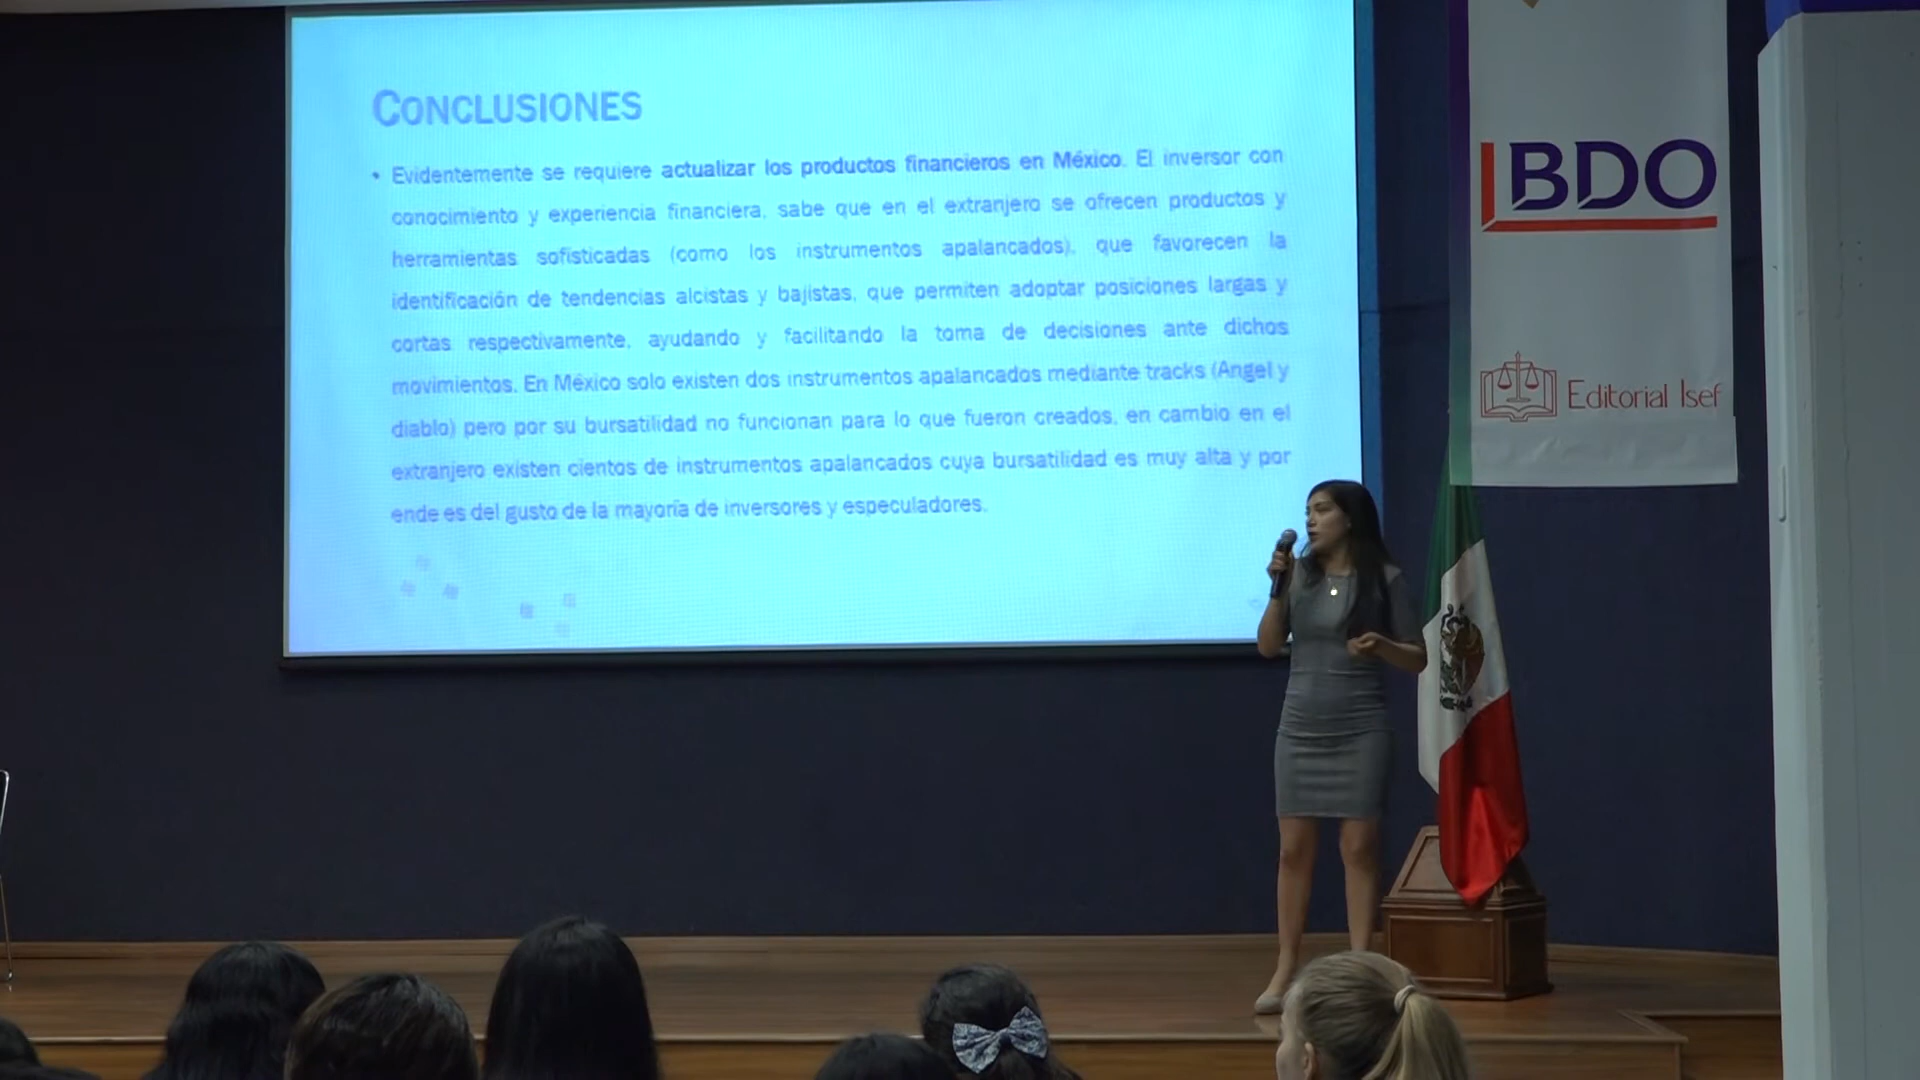 CONCLUSIONES
• Evidentemente se requiere actualizar los productos financieros en México. El inversor con
conocimiento y experiencia financiera, sabe que en el extranjero se ofrecen productos y
herramientas sofisticadas (como los instrumentos apalancados), que favorecen la
identificación de tendencias alcistas y bajistas, que permiten adoptar posiciones largas y
cortas respectivamente, ayudando y facilitando la toma de decisiones ante dichos
movimientos. En México solo existen dos instrumentos apalancados mediante tracks (Angel y
diablo) pero por su bursatilidad no funcionan para lo que fueron creados, en cambio en el
extranjero existen cientos de instrumentos apalancados cuya bursatilidad es muy alta y por
ende es del gusto de la mayoría de inversores y especuladores.
BDO
Editorial Isef